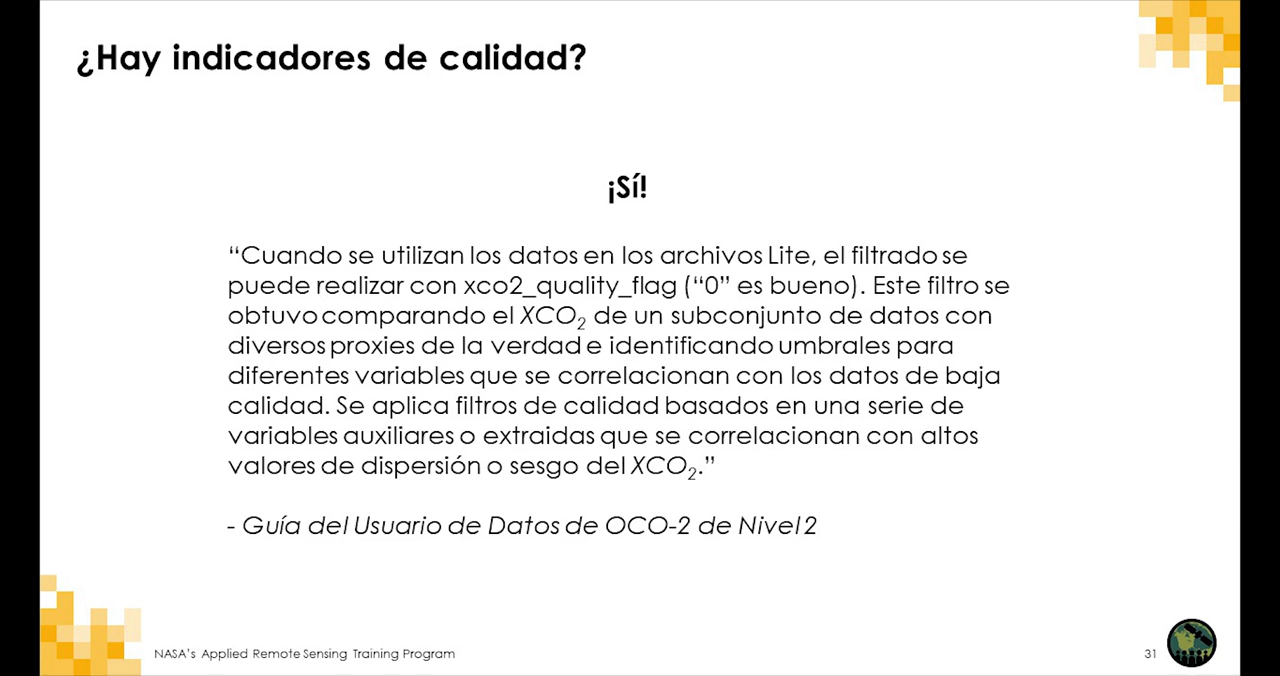 ¿Hay indicadores de calidad?
¡Sí!
“Cuando se utilizan los datos en los archivos Lite, el filtrado se
puede realizar con xco2_quality_flag (“0” es bueno). Este filtro se
obtuvo comparando el XCO2 de un subconjunto de datos con
diversos proxies de la verdad e identificando umbrales para
diferentes variables que se correlacionan con los datos de baja
calidad. Se aplica filtros de calidad basados en una serie de
variables auxiliares o extraidas que se correlacionan con altos
valores de dispersión o sesgo del XCO2.”
- Guía del Usuario de Datos de OCO-2 de Nivel 2
NASA’s Applied Remote Sensing Training Program
31